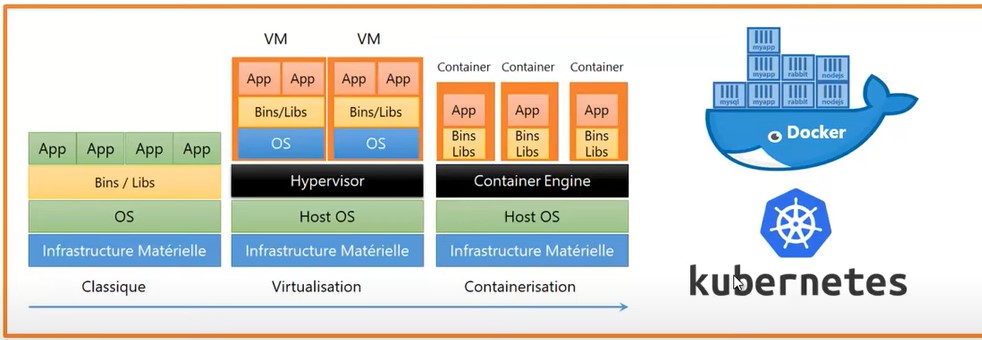 VM VM
App App App App
Bins/Libs Bins/Libs
OS OS
Container Container Container
App App App
Bins Bins Bins
Libs Libs Libs
App App App App
Bins / Libs
OS
Infrastructure Matérielle
Hypervisor
Host OS
Infrastructure Matérielle
Container Engine
Host OS
Infrastructure Matérielle
Classique Virtualisation Containerisation
myapp
myapp rabbit nodejs
mysql myapp rabbit nodejs
Docker
kubernetes